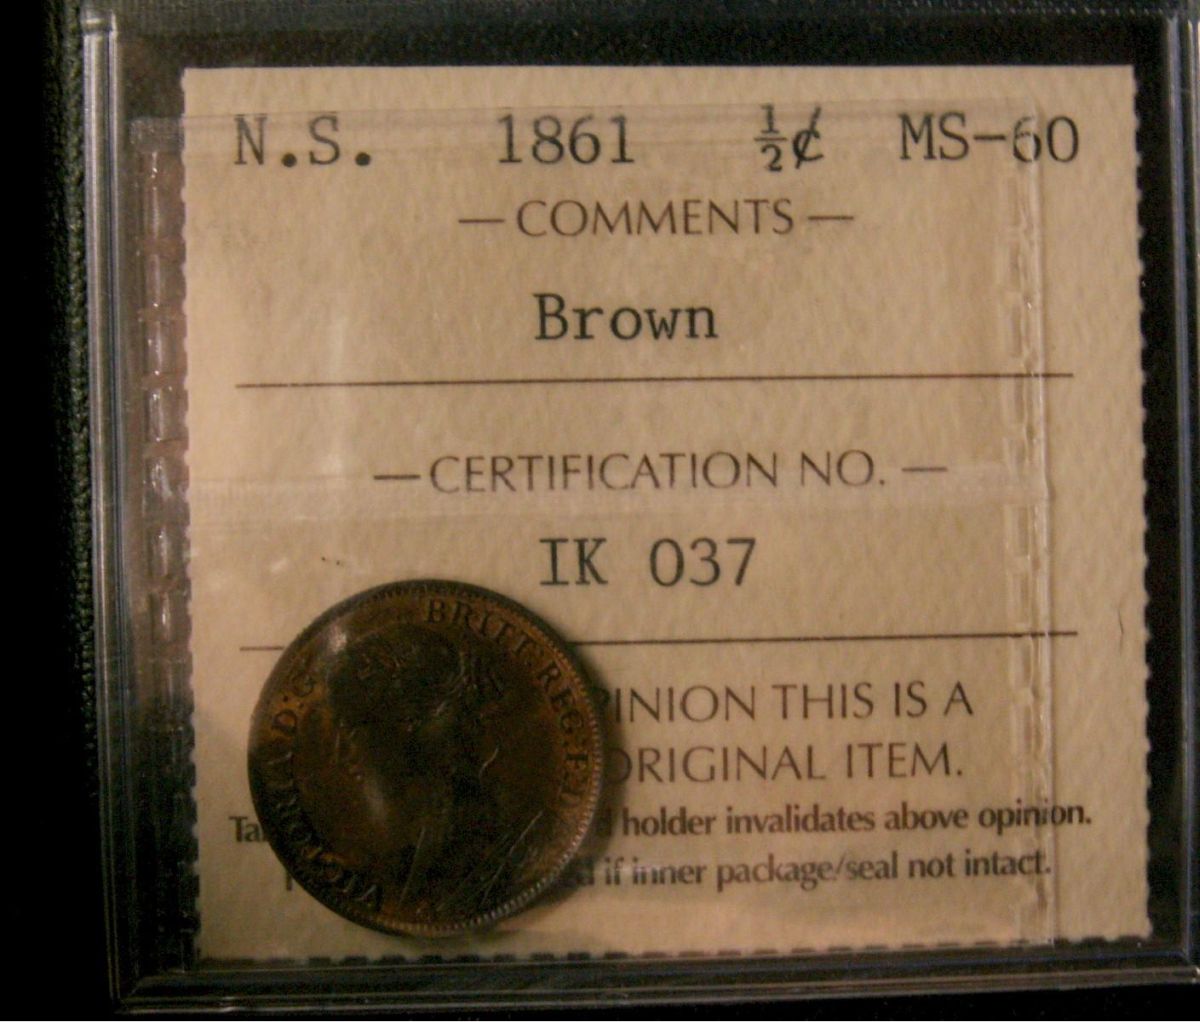 N.S. 1861 ½¢ MS-60
— COMMENTS —
Brown
— CERTIFICATION NO. —
IK 037
PINION THIS IS A
ORIGINAL ITEM.
Ta holder invalidates above opinion.
d if inner package/seal not intact.
VICTORIA D:G: BRITT: REG: F:D: